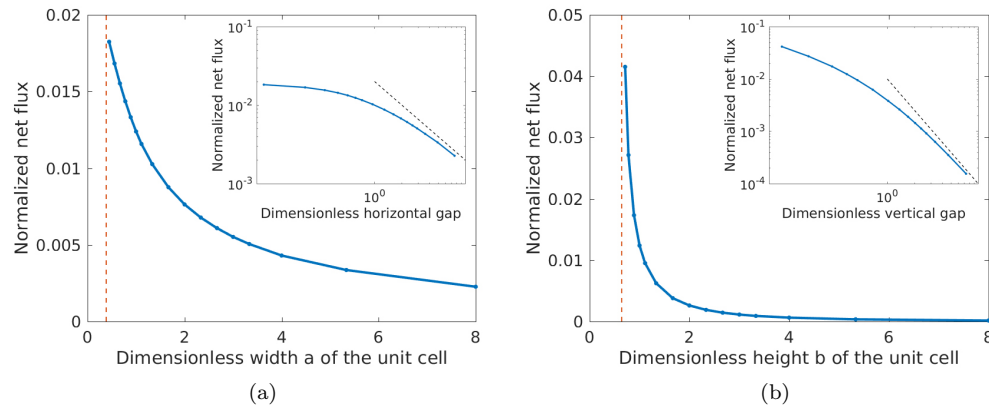 0.02
0.015
0.01
0.005
0
Normalized net flux
0 2 4 6 8
Dimensionless width a of the unit cell
10^-1
10^-2
10^-3
Normalized net flux
10^0
Dimensionless horizontal gap
(a)
0.05
0.04
0.03
0.02
0.01
0
Normalized net flux
0 2 4 6 8
Dimensionless height b of the unit cell
10^-1
10^-2
10^-3
10^-4
Normalized net flux
10^0
Dimensionless vertical gap
(b)